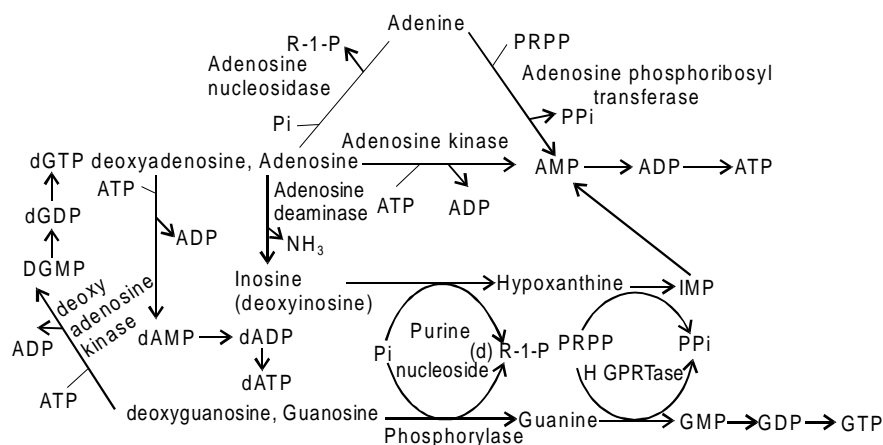 Adenine
R-1-P
PRPP
Adenosine
nucleosidase
Adenosine phosphoribosyl
transferase
PPi
Pi
Adenosine kinase
dGTP deoxyadenosine, Adenosine
AMP
ADP
ATP
ATP
Adenosine
deaminase
ATP
ADP
dGDP
ADP
NH₃
DGMP
Inosine
(deoxyinosine)
Hypoxanthine
IMP
deoxy
adenosine
kinase
ADP
dAMP
dADP
Purine
nucleoside
Pi
(d) R-1-P
PRPP
PPi
H GPRTase
dATP
ATP
deoxyguanosine, Guanosine
Phosphorylase
Guanine
GMP
GDP
GTP